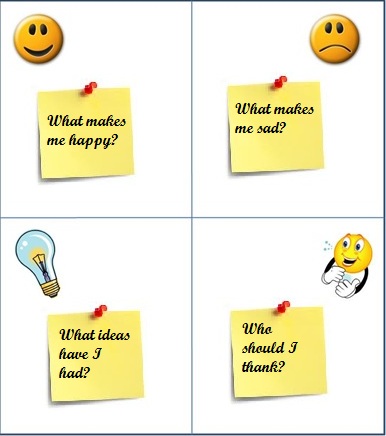 What makes
me happy?
What makes
me sad?
What ideas
have I
had?
Who
should I
thank?